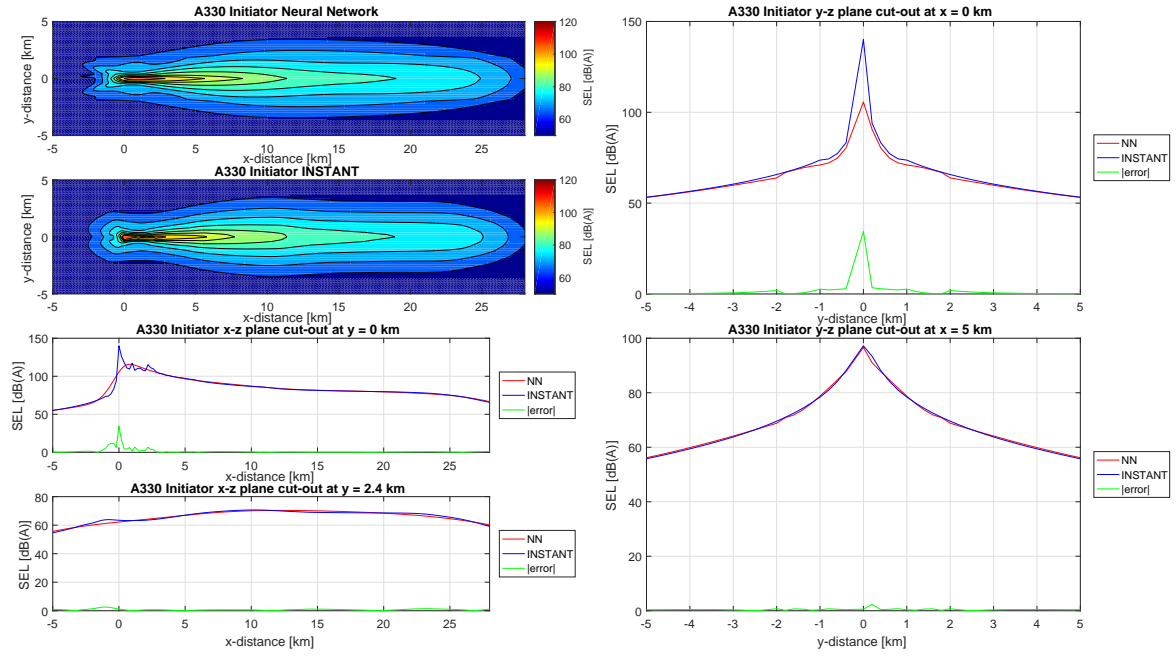 A330 Initiator Neural Network
5
0
-5
y-distance [km]
0 5 10 15 20 25
x-distance [km]
120
100
80
60
SEL [dB(A)]
A330 Initiator INSTANT
5
0
-5
y-distance [km]
-5 0 5 10 15 20 25
x-distance [km]
120
100
80
60
SEL [dB(A)]
A330 Initiator x-z plane cut-out at y = 0 km
150
100
50
0
SEL [dB(A)]
-5 0 5 10 15 20 25
x-distance [km]
NN
INSTANT
|error|
A330 Initiator x-z plane cut-out at y = 2.4 km
80
60
40
20
0
SEL [dB(A)]
-5 0 5 10 15 20 25
x-distance [km]
NN
INSTANT
|error|
A330 Initiator y-z plane cut-out at x = 0 km
150
100
50
0
SEL [dB(A)]
-5 -4 -3 -2 -1 0 1 2 3 4 5
y-distance [km]
NN
INSTANT
|error|
A330 Initiator y-z plane cut-out at x = 5 km
100
80
60
40
20
0
SEL [dB(A)]
-5 -4 -3 -2 -1 0 1 2 3 4 5
y-distance [km]
NN
INSTANT
|error|